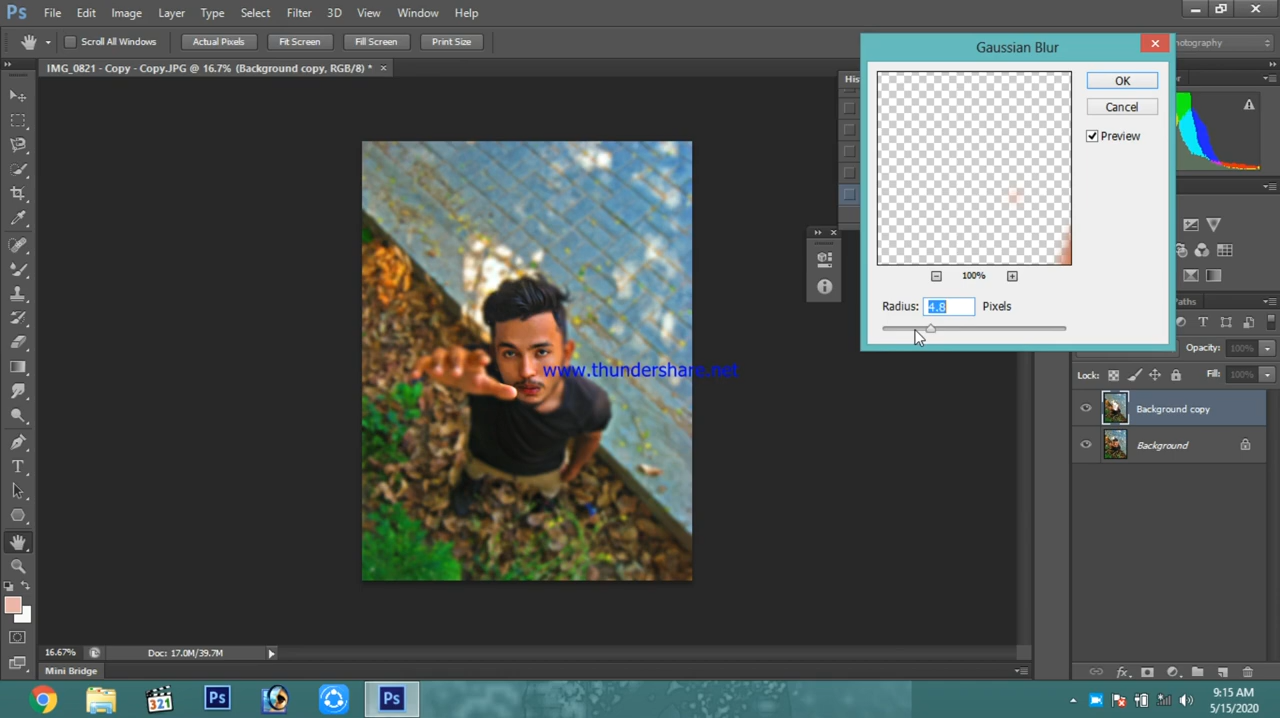 Ps File Edit Image Layer Type Select Filter 3D View Window Help
Scroll All Windows Actual Pixels Fit Screen Fill Screen Print Size
IMG_0821 - Copy - Copy.JPG @ 16.7% (Background copy, RGB/8) * ×
Gaussian Blur
OK
Cancel
Preview
100%
Radius: 4.8 Pixels
www.thundershare.net
Opacity: 100%
Lock: Fill: 100%
Background copy
Background
16.67% Doc: 17.0M/39.7M
Mini Bridge
321 Ps Ps
9:15 AM
5/15/2020